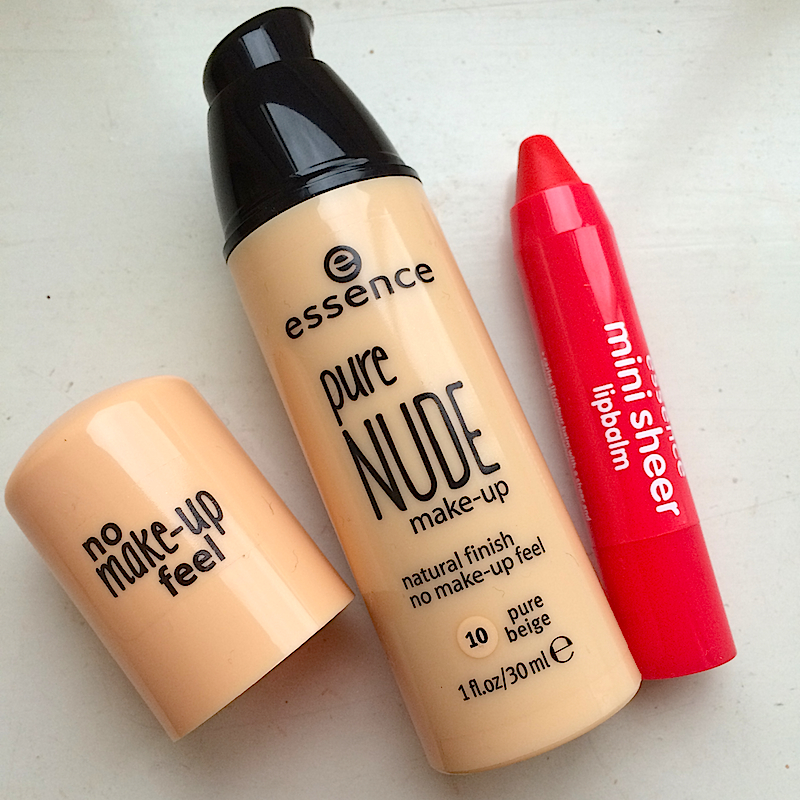 essence
pure
NUDE
make-up
natural finish
no make-up feel
10 pure
beige
1 fl.oz/30 ml e
no
make-up
feel
essence
mini sheer
lipbalm